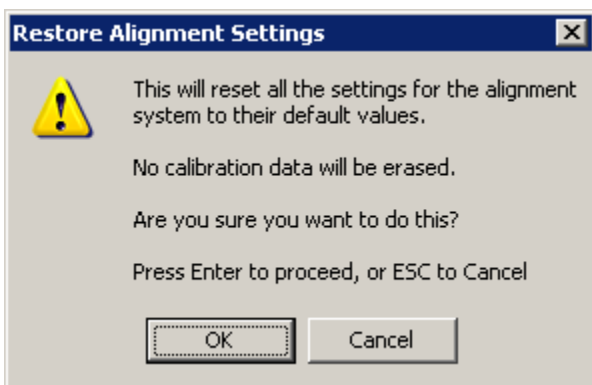 Restore Alignment Settings
This will reset all the settings for the alignment
system to their default values.
No calibration data will be erased.
Are you sure you want to do this?
Press Enter to proceed, or ESC to Cancel
OK
Cancel